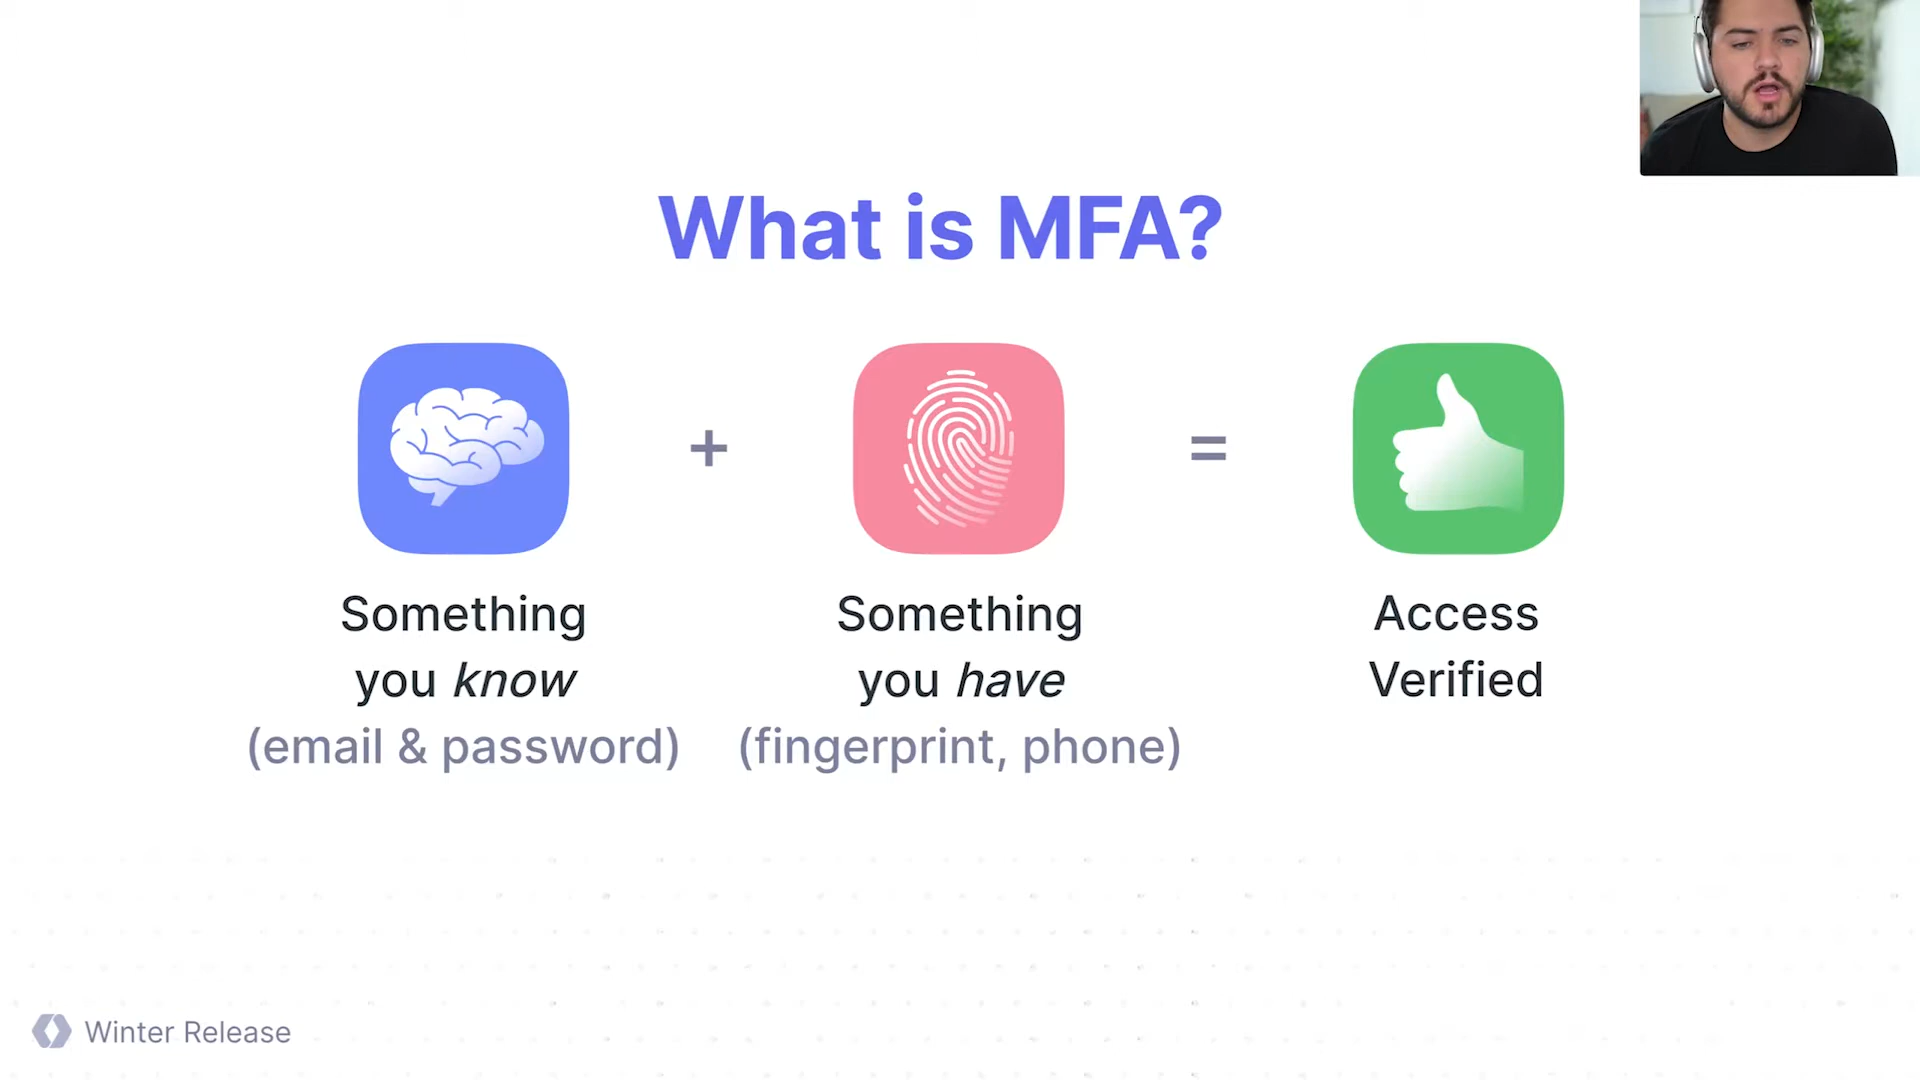 What is MFA?
+
=
Something
you know
(email & password)
Something
you have
(fingerprint, phone)
Access
Verified
Winter Release